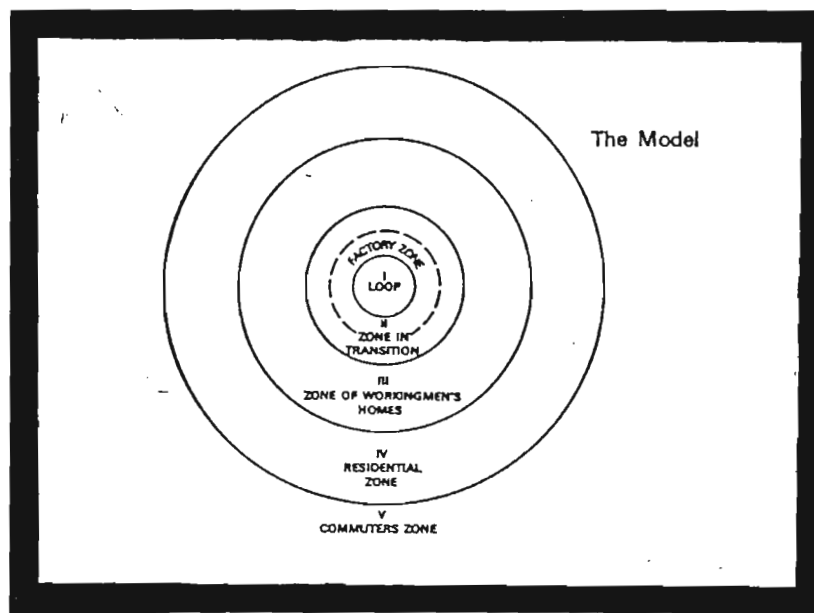 The Model
FACTORY ZONE
I
LOOP
II
ZONE IN
TRANSITION
III
ZONE OF WORKINGMEN'S
HOMES
IV
RESIDENTIAL
ZONE
V
COMMUTERS ZONE